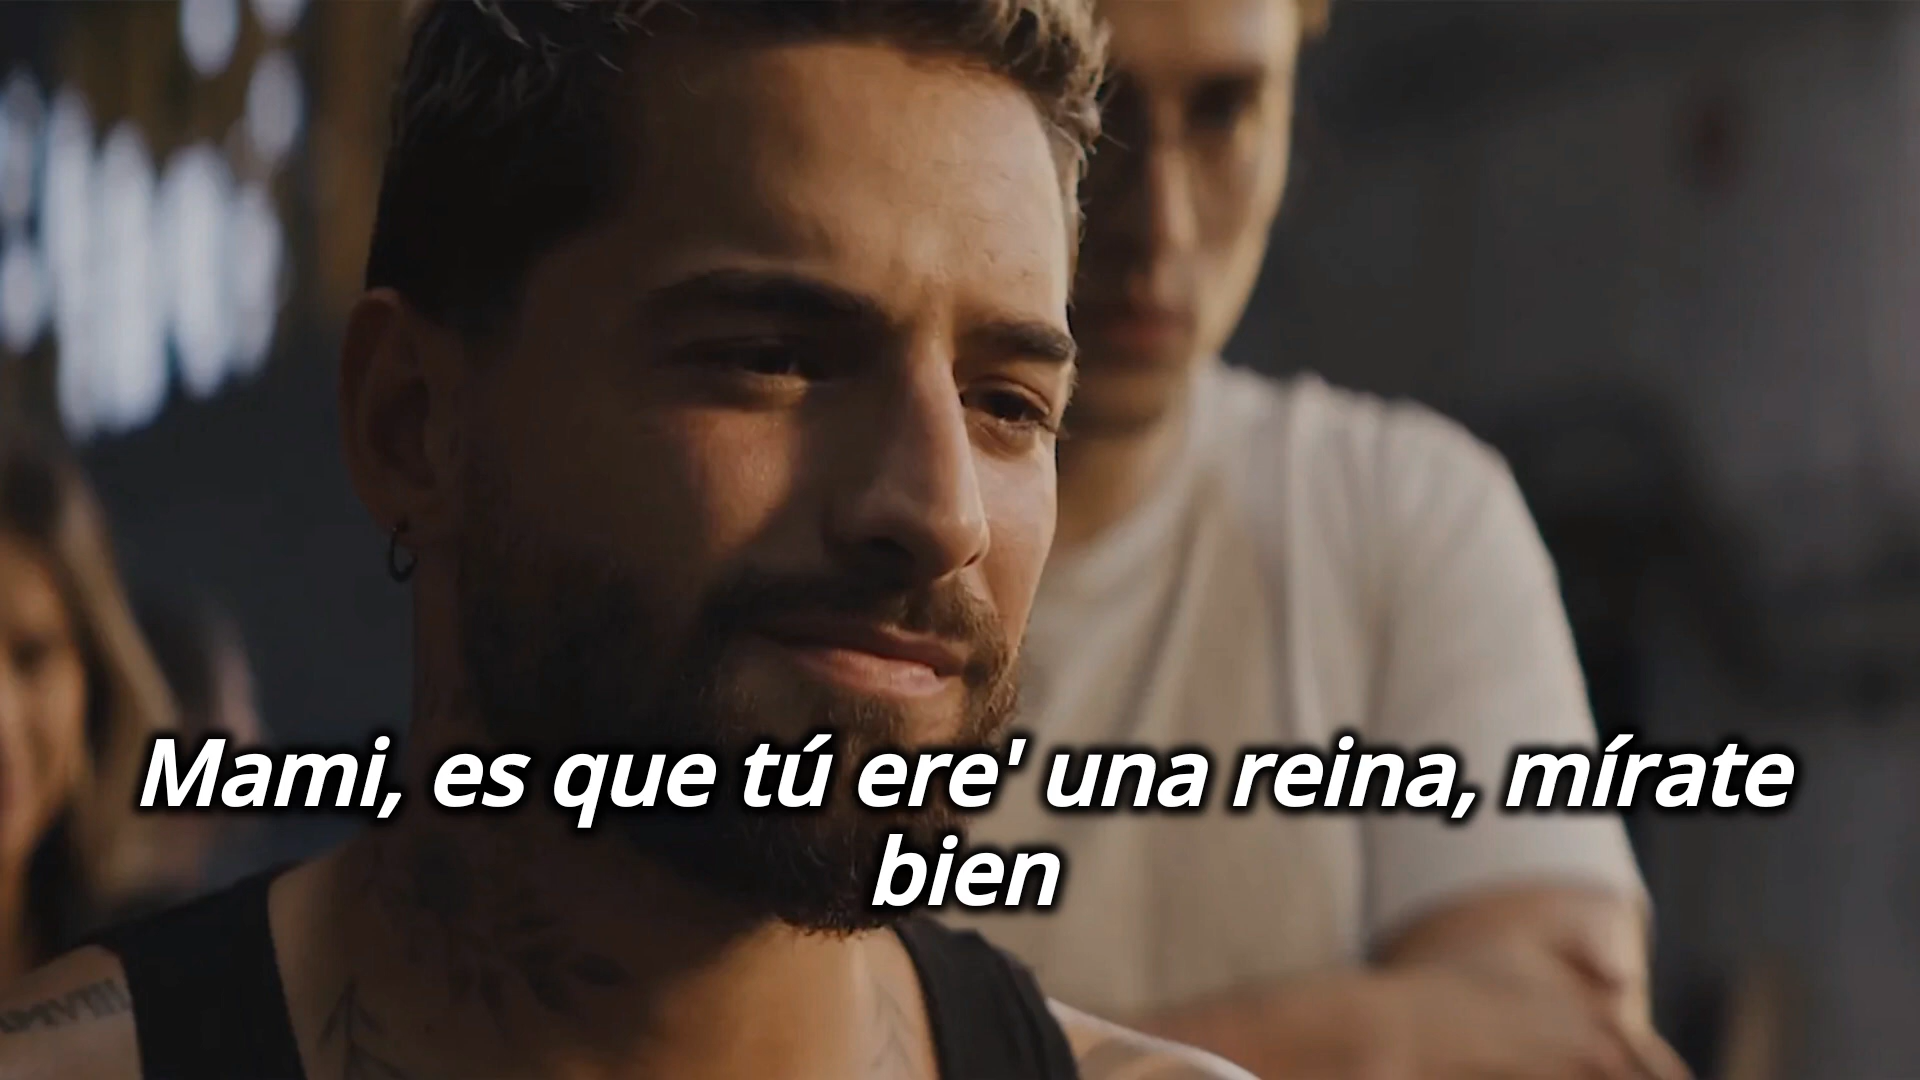 Mami, es que tú ere' una reina, mírate
bien